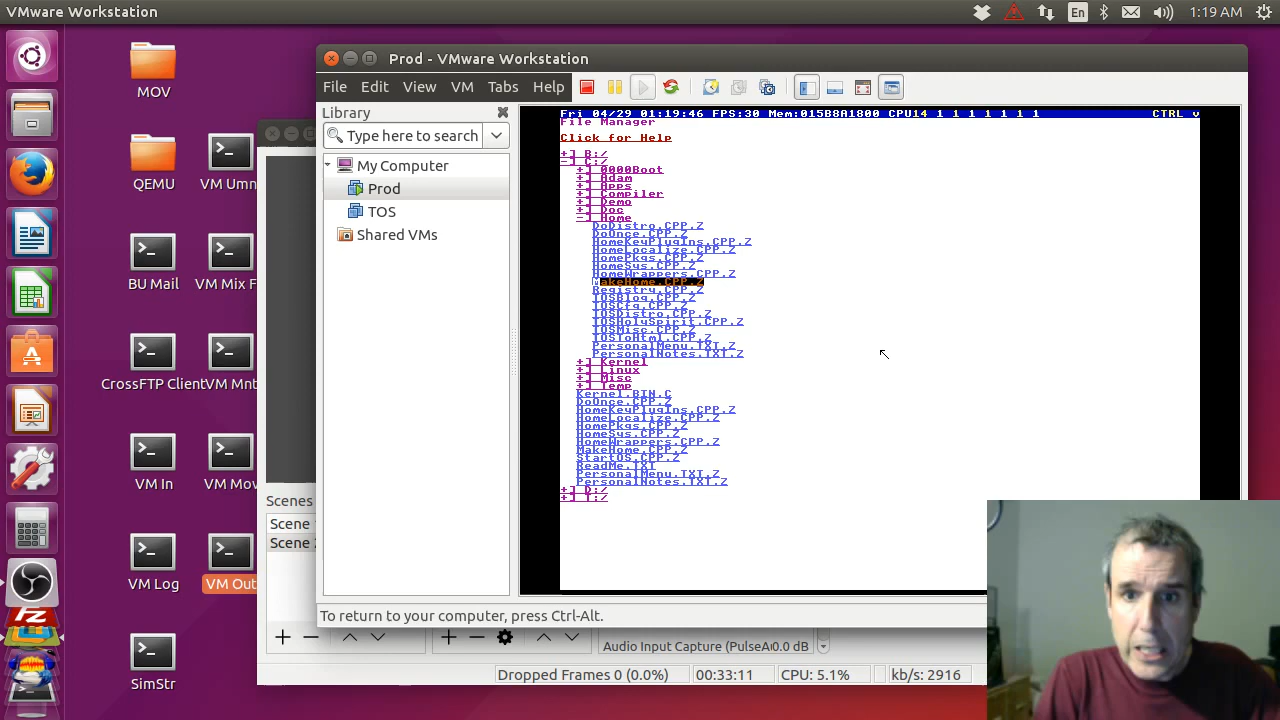 VMware Workstation
En
1:19 AM
MOV
QEMU
VM Umn
BU Mail
VM Mix F
CrossFTP Client
VM Mnt
VM In
VM Mov
VM Log
VM Out
SimStr
Prod - VMware Workstation
File Edit View VM Tabs Help
Library
Type here to search
My Computer
Prod
TOS
Shared VMs
Fri 04/29 01:19:46 FPS:30 Mem:015B8A1800 CPU14 1 1 1 1 1 1 1 CTRL v
File Manager
Click for Help
+] B:/
-] C:/
+] 0000Boot
+] Adam
+] Apps
+] Compiler
+] Demo
+] Doc
-] Home
DoDistro.CPP.Z
DoOnce.CPP.Z
HomeKeyPlugIns.CPP.Z
HomeLocalize.CPP.Z
HomePkgs.CPP.Z
HomeSys.CPP.Z
HomeWrappers.CPP.Z
MakeHome.CPP.Z
Registry.CPP.Z
TOSBlog.CPP.Z
TOSCfg.CPP.Z
TOSDistro.CPP.Z
TOSHolySpirit.CPP.Z
TOSMisc.CPP.Z
TOSToHtml.CPP.Z
PersonalMenu.TXT.Z
PersonalNotes.TXT.Z
+] Kernel
+] Linux
+] Misc
+] Temp
Kernel.BIN.C
DoOnce.CPP.Z
HomeKeyPlugIns.CPP.Z
HomeLocalize.CPP.Z
HomePkgs.CPP.Z
HomeSys.CPP.Z
HomeWrappers.CPP.Z
MakeHome.CPP.Z
StartOS.CPP.Z
ReadMe.TXT
PersonalMenu.TXT.Z
PersonalNotes.TXT.Z
+] D:/
+] T:/
Scenes
Scene
Scene
To return to your computer, press Ctrl-Alt.
Audio Input Capture (PulseAu 0.0 dB
Dropped Frames 0 (0.0%) 00:33:11 CPU: 5.1% kb/s: 2916